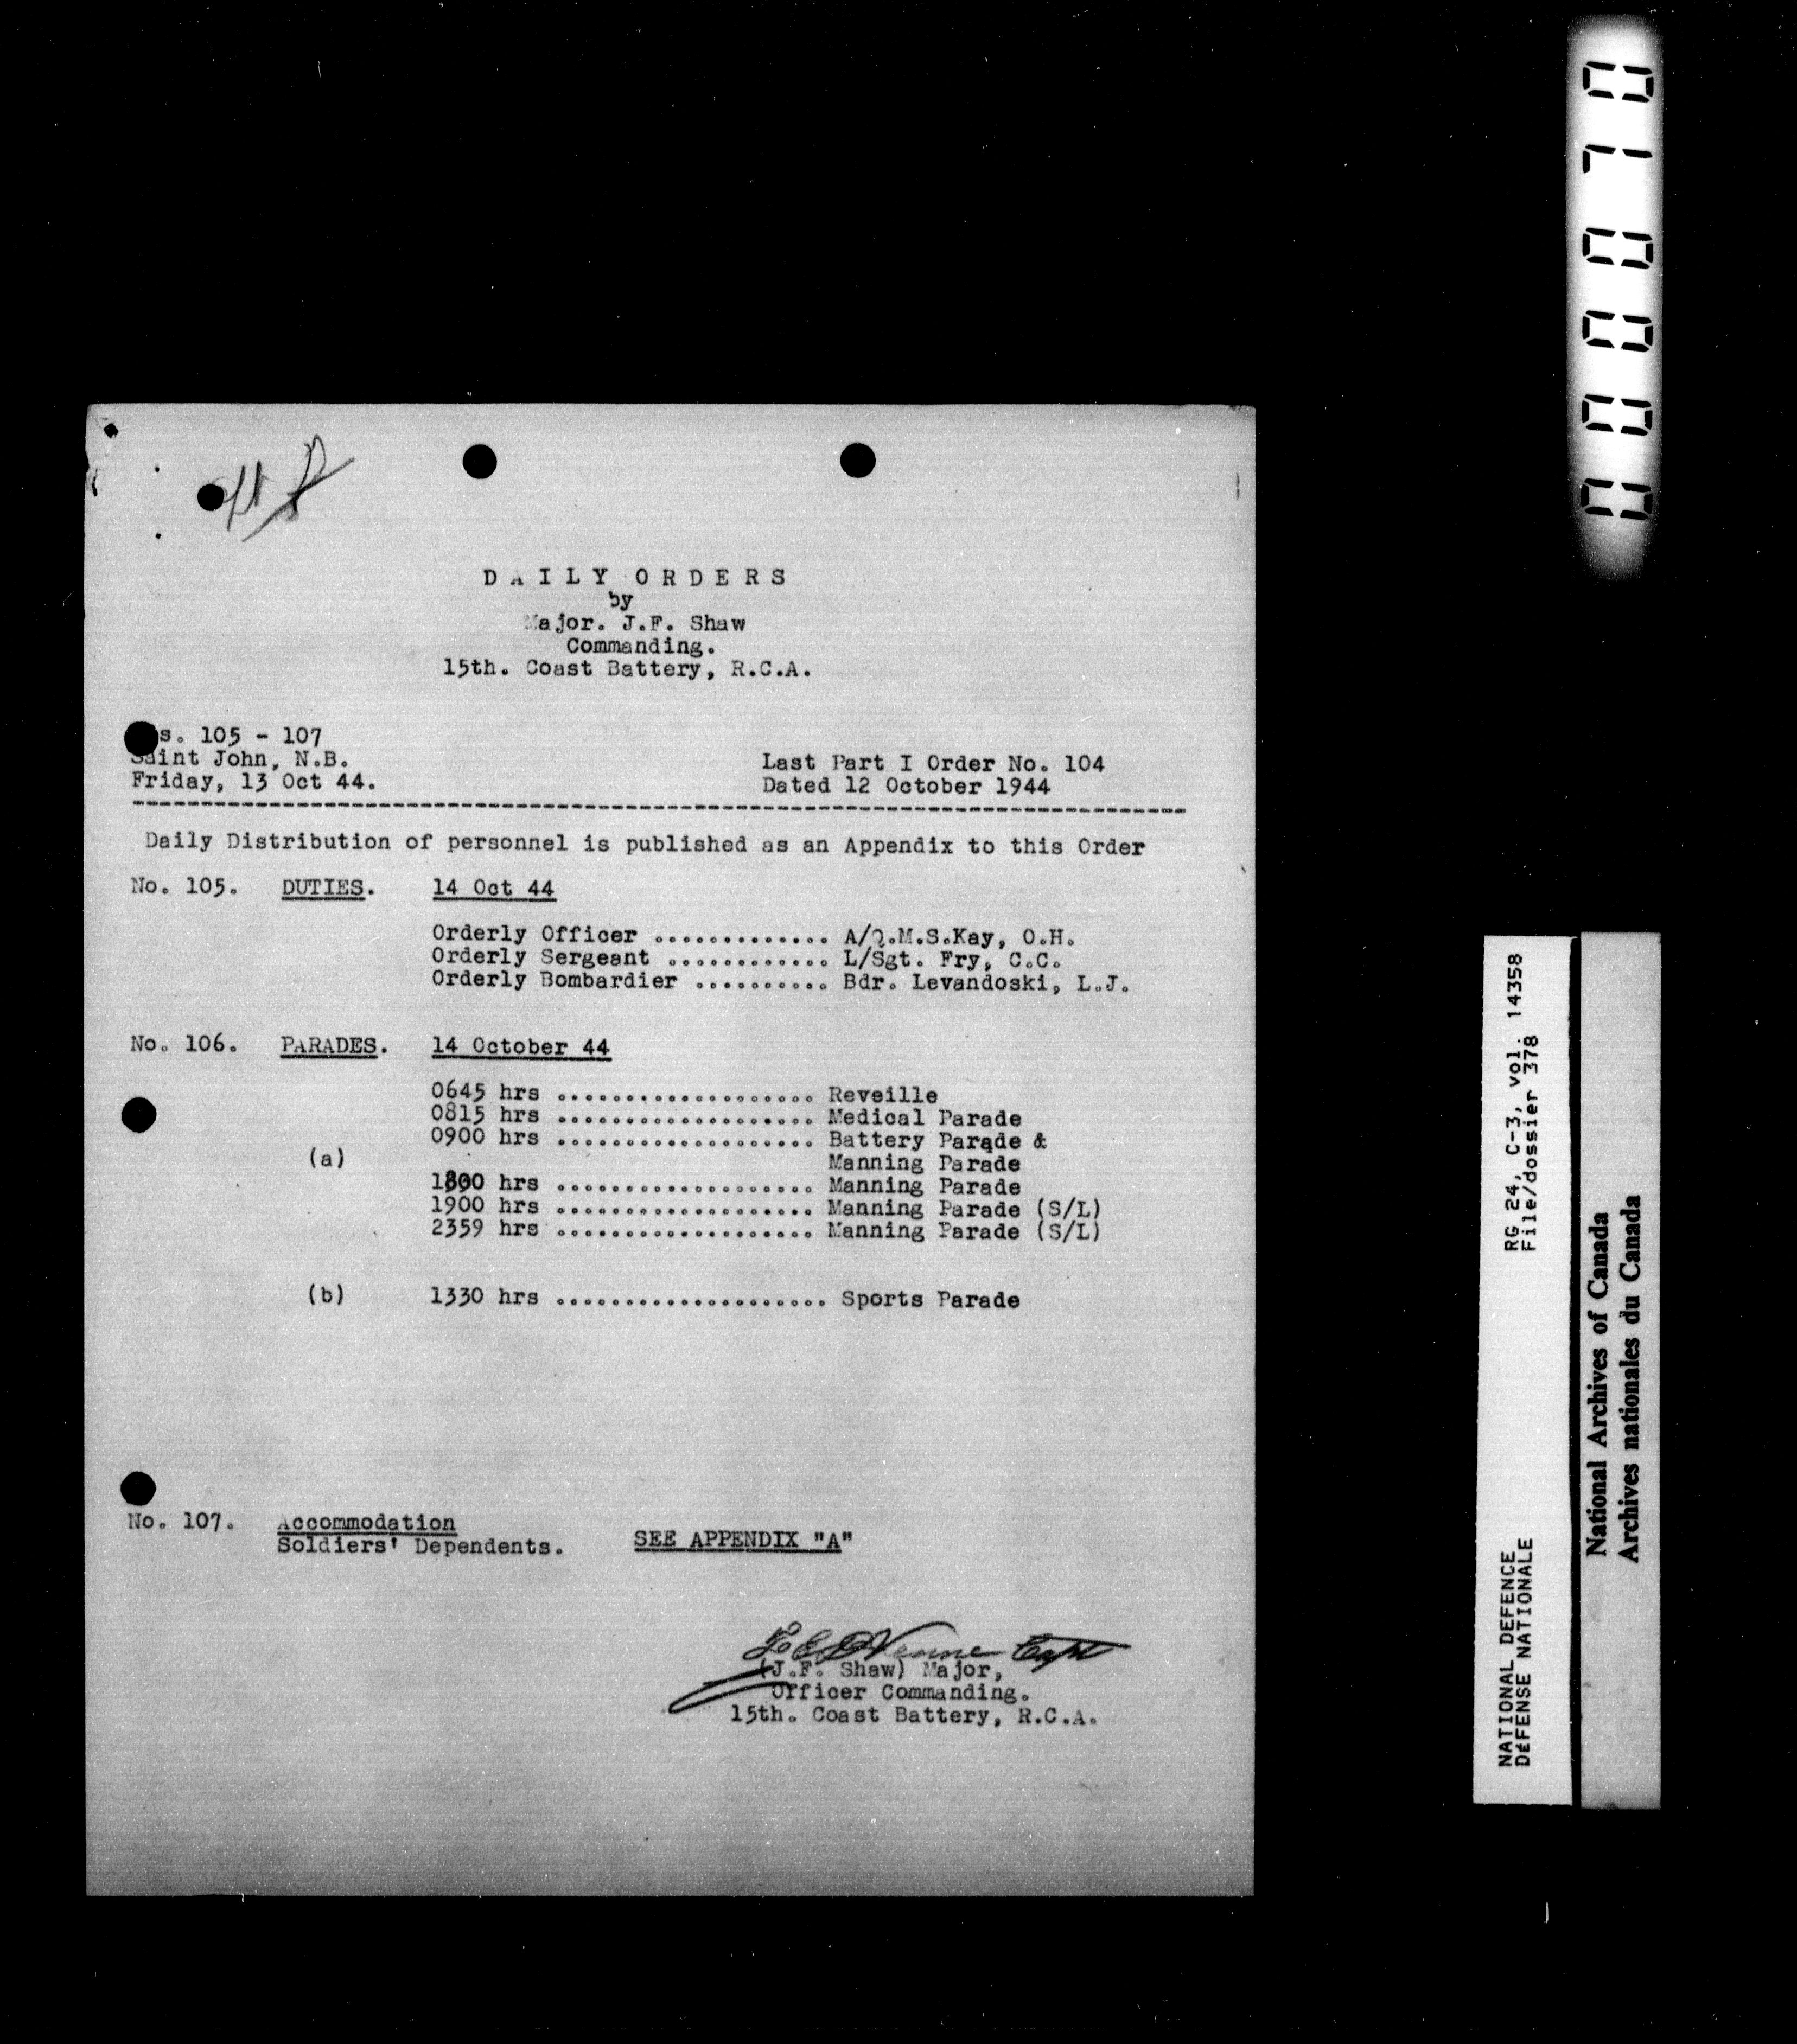 DAILY ORDERS
by
Major. J.F. Shaw
Commanding.
15th. Coast Battery, R.C.A.
s. 105 - 107
Saint John, N.B.
Friday, 13 Oct 44.
Last Part I Order No. 104
Dated 12 October 1944
Daily Distribution of personnel is published as an Appendix to this Order
No. 105. DUTIES. 14 Oct 44
Orderly Officer ............. A/Q.M.S.Kay, O.H.
Orderly Sergeant ............ L/Sgt. Fry, C.C.
Orderly Bombardier .......... Bdr. Levandoski, L.J.
No. 106. PARADES. 14 October 44
0645 hrs ................... Reveille
0815 hrs ................... Medical Parade
0900 hrs ................... Battery Parade &
(a) Manning Parade
1800 hrs ................... Manning Parade
1900 hrs ................... Manning Parade (S/L)
2359 hrs ................... Manning Parade (S/L)
(b) 1330 hrs .................... Sports Parade
No. 107. Accommodation
Soldiers' Dependents. SEE APPENDIX "A"
Capt
(J.F. Shaw) Major,
Officer Commanding.
15th. Coast Battery, R.C.A.
NATIONAL DEFENCE RG 24, C-3, vol. 14358
DÉFENSE NATIONALE File/dossier 378
National Archives of Canada
Archives nationales du Canada